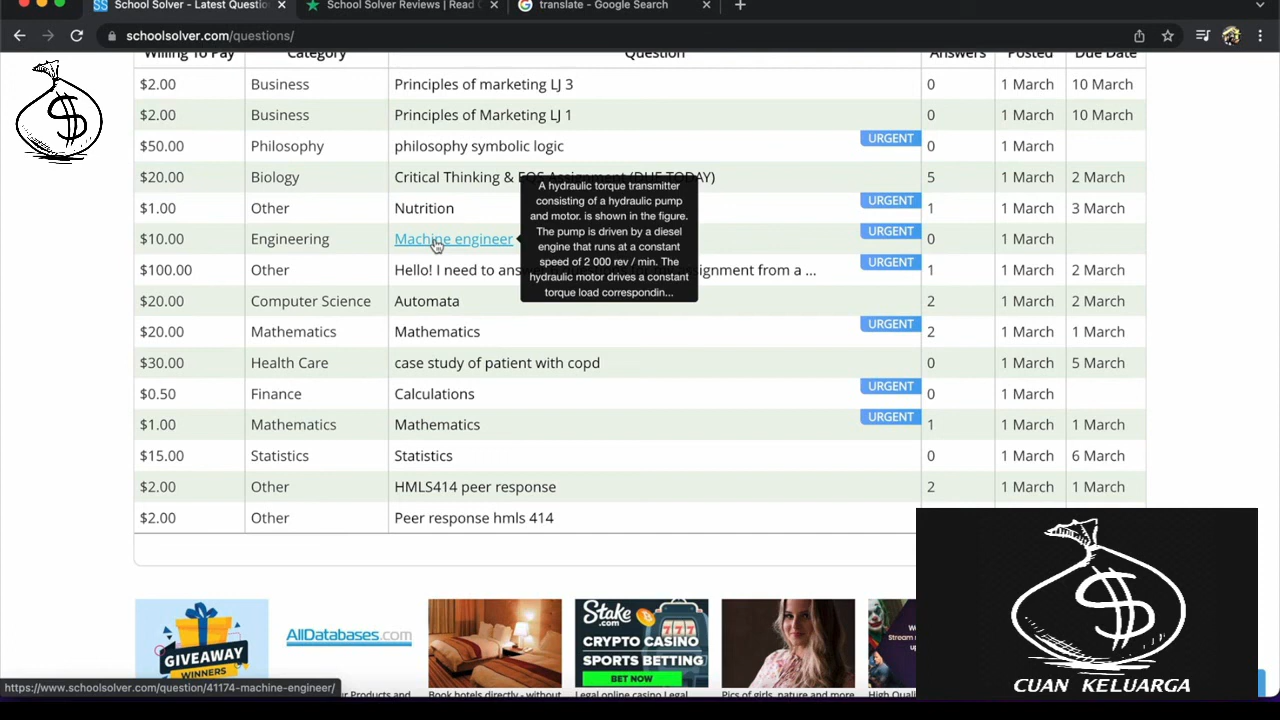 School Solver - Latest Questio
School Solver Reviews | Read C
translate - Google Search
schoolsolver.com/questions/
Willing To Pay Category Question Answers Posted Due Date
$2.00 Business Principles of marketing LJ 3 0 1 March 10 March
$2.00 Business Principles of Marketing LJ 1 0 1 March 10 March
$50.00 Philosophy philosophy symbolic logic URGENT 0 1 March
$20.00 Biology Critical Thinking & EQS Assignment (DUE TODAY) 5 1 March 2 March
$1.00 Other Nutrition URGENT 1 1 March 3 March
$10.00 Engineering Machine engineer URGENT 0 1 March
$100.00 Other Hello! I need to ans signment from a ... URGENT 1 1 March 2 March
$20.00 Computer Science Automata 2 1 March 2 March
$20.00 Mathematics Mathematics URGENT 2 1 March 1 March
$30.00 Health Care case study of patient with copd 0 1 March 5 March
$0.50 Finance Calculations URGENT 0 1 March
$1.00 Mathematics Mathematics URGENT 1 1 March 1 March
$15.00 Statistics Statistics 0 1 March 6 March
$2.00 Other HMLS414 peer response 2 1 March 1 March
$2.00 Other Peer response hmls 414
A hydraulic torque transmitter
consisting of a hydraulic pump
and motor. is shown in the figure.
The pump is driven by a diesel
engine that runs at a constant
speed of 2 000 rev / min. The
hydraulic motor drives a constant
torque load correspondin...
GIVEAWAY
WINNERS
AllDatabases.com
Stake
.com
CRYPTO CASINO
SPORTS BETTING
BET NOW
Stream
Products and
Book hotels directly - without
Legal online casino Legal
Pics of girls, nature and more
High Qual
https://www.schoolsolver.com/question/41174-machine-engineer/
CUAN KELUARGA